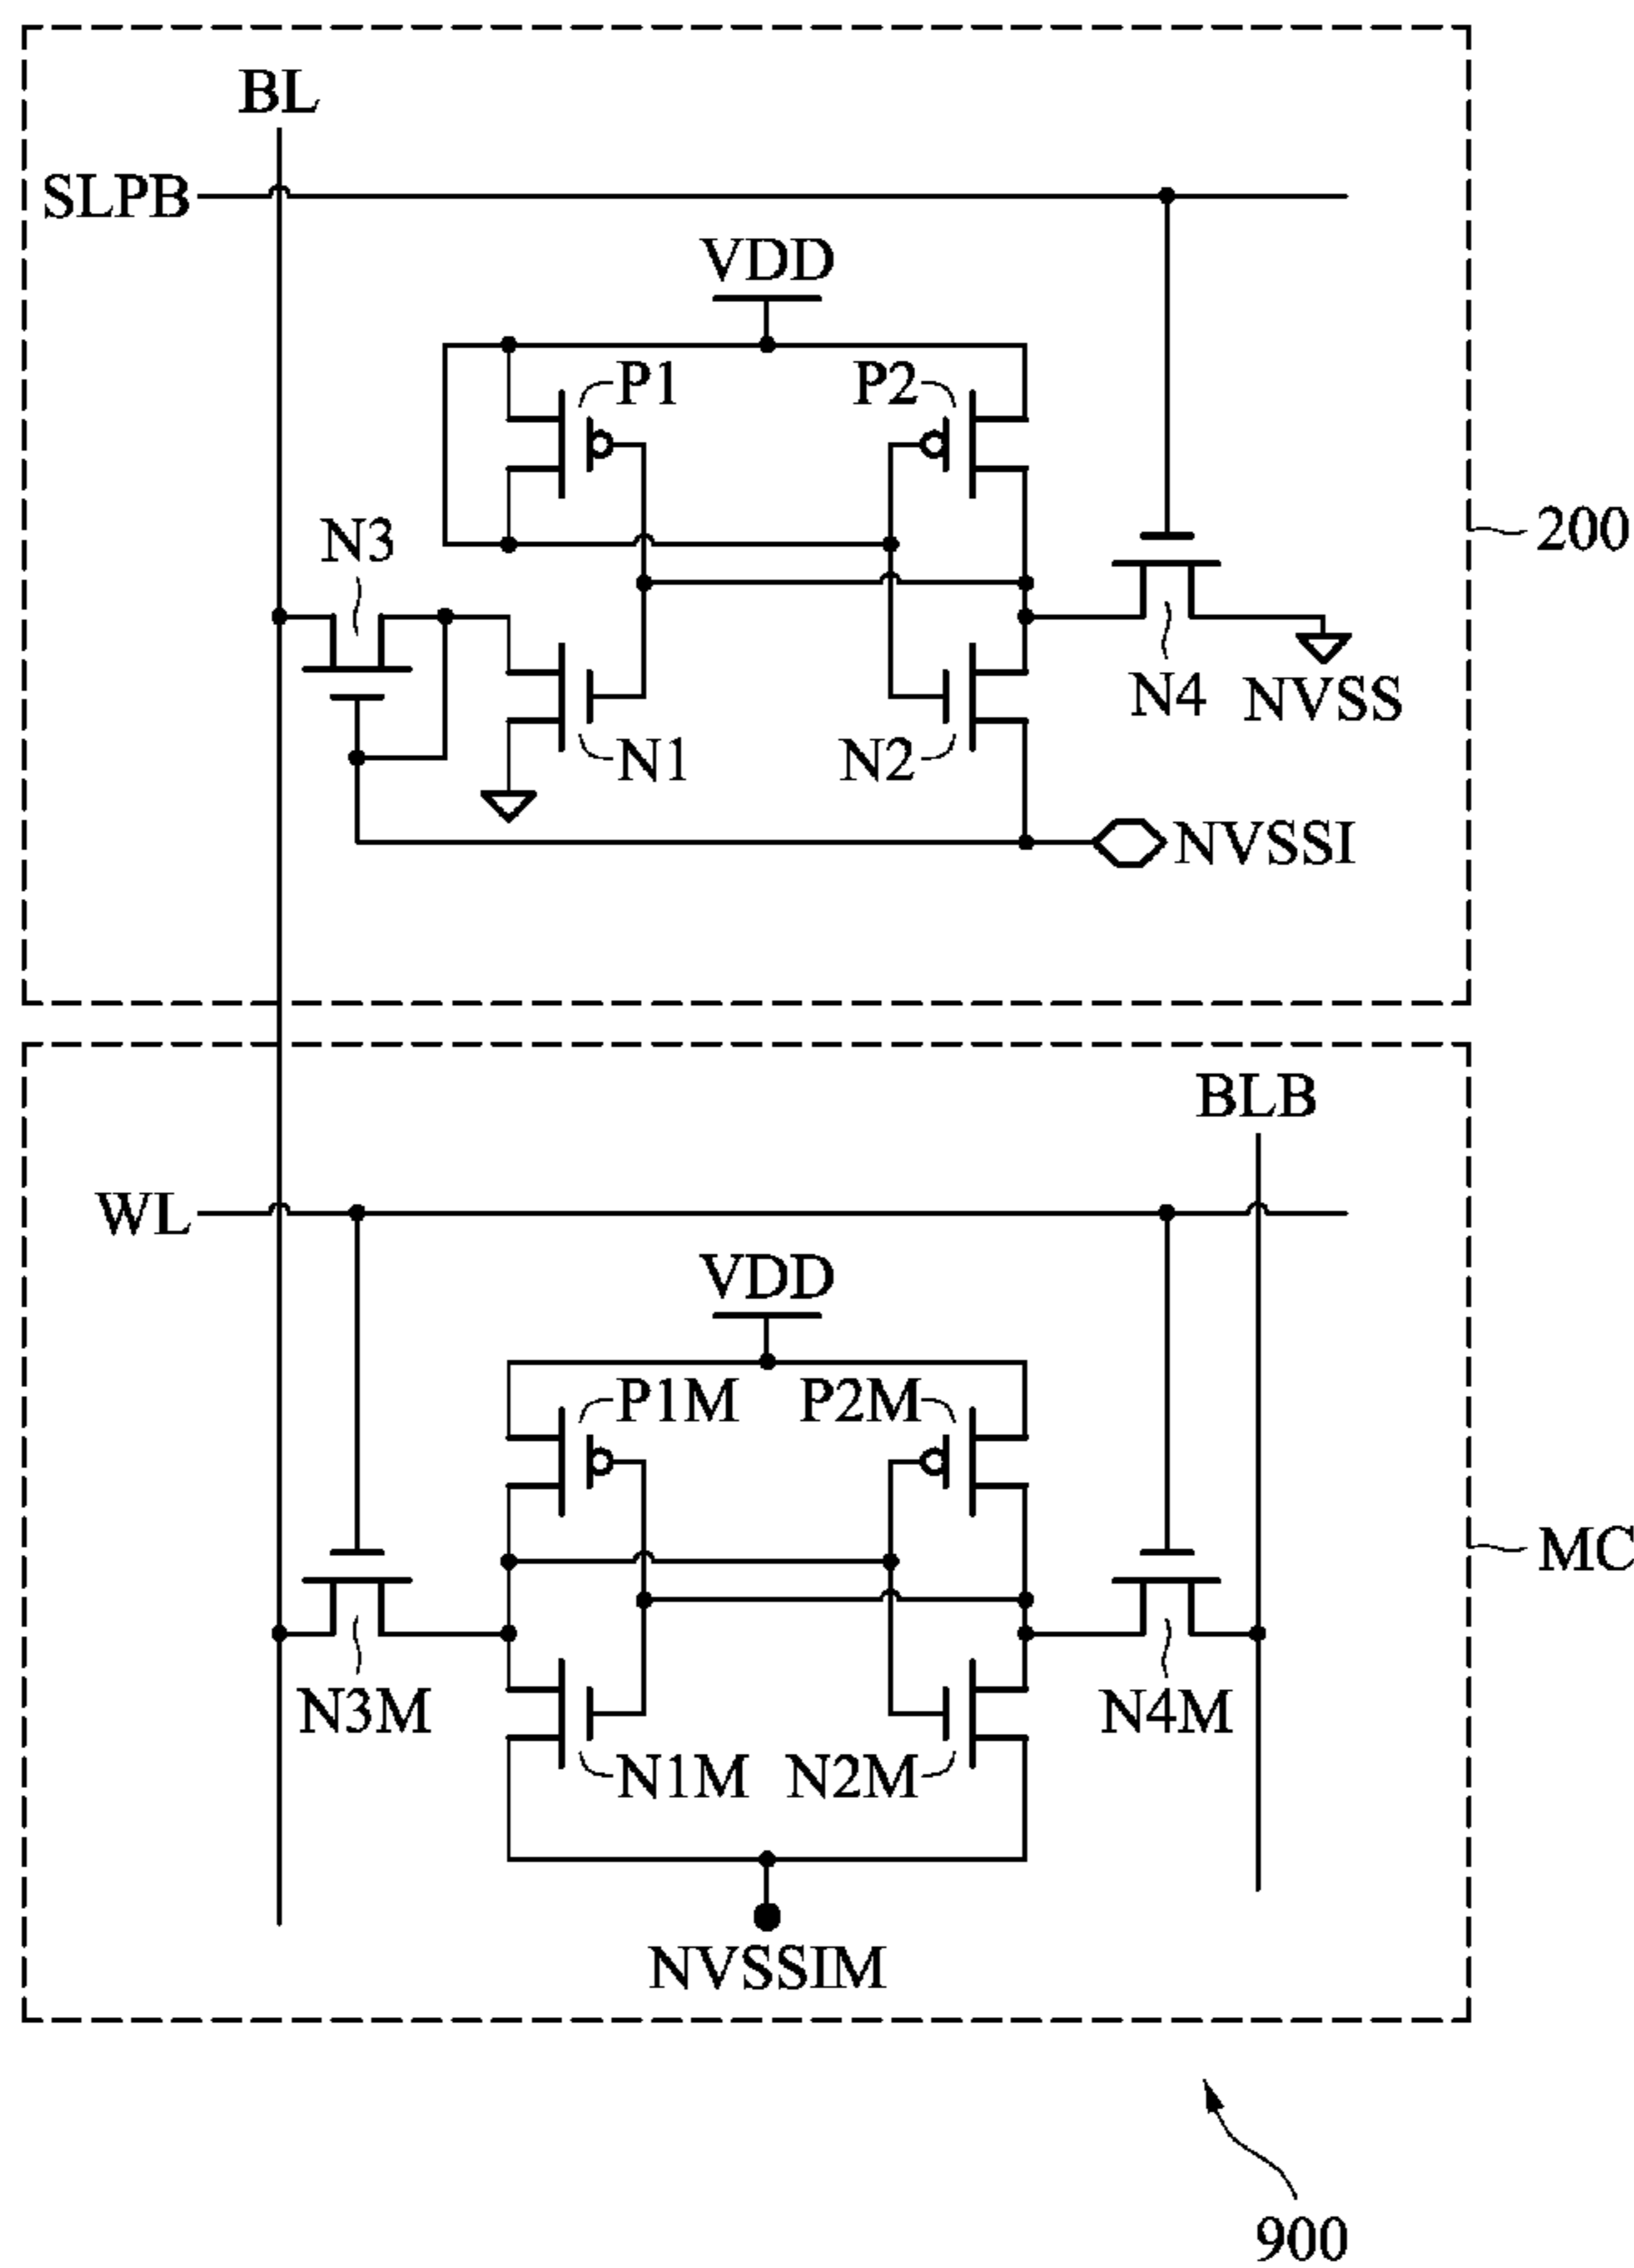 BL
SLPB
VDD
P1 P2
N3
200
N4 NVSS
N1 N2
NVSSI
BLB
WL
VDD
P1M P2M
MC
N3M N4M
N1M N2M
NVSSIM
900